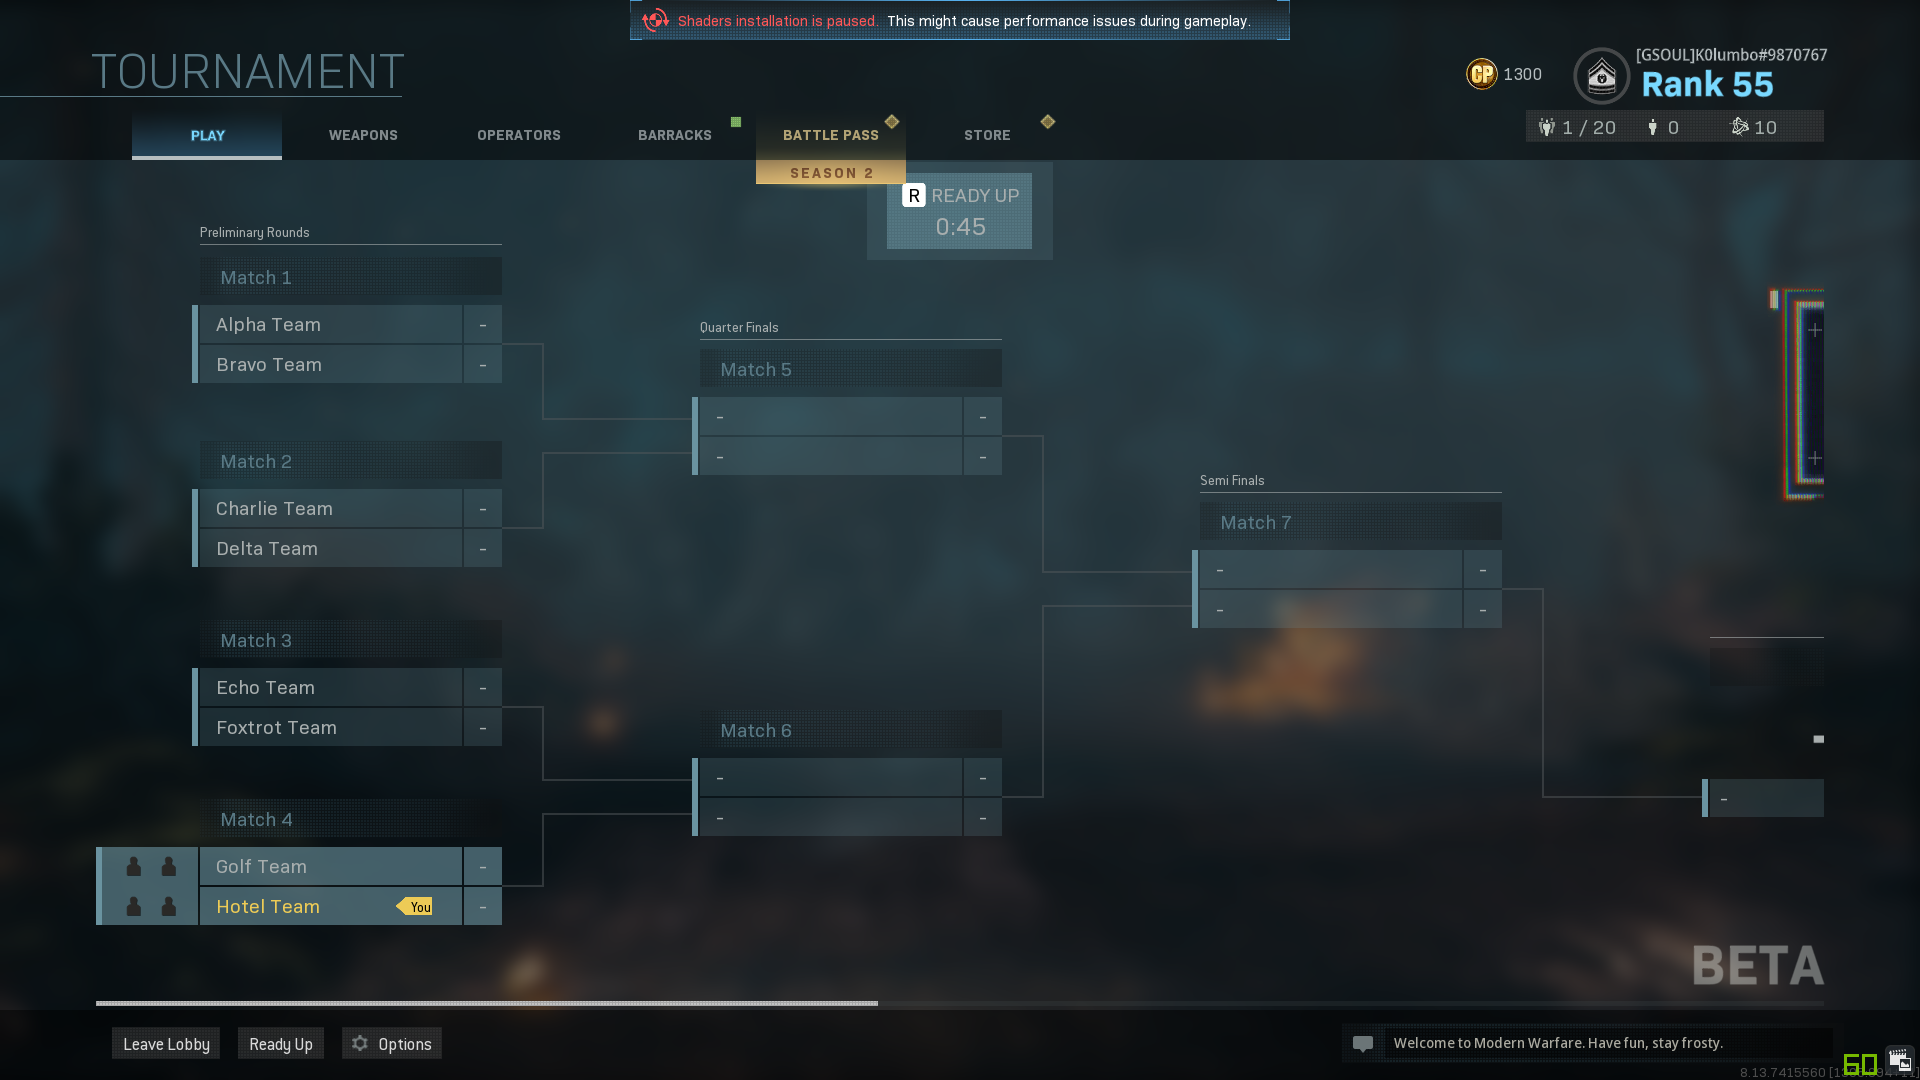 Shaders installation is paused. This might cause performance issues during gameplay.
TOURNAMENT
CP 1300
[GSOUL]K0lumbo#9870767
Rank 55
1 / 20 0 10
PLAY WEAPONS OPERATORS BARRACKS BATTLE PASS STORE
SEASON 2
R READY UP
0:45
Preliminary Rounds
Match 1
Alpha Team -
Bravo Team -
Match 2
Charlie Team -
Delta Team -
Match 3
Echo Team -
Foxtrot Team -
Match 4
Golf Team -
Hotel Team You -
Quarter Finals
Match 5
- -
- -
Match 6
- -
- -
Semi Finals
Match 7
- -
- -
-
BETA
Leave Lobby Ready Up Options
Welcome to Modern Warfare. Have fun, stay frosty.
60
8.13.7415560